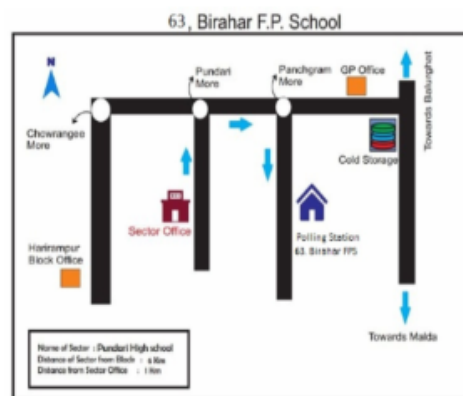 63, Birahar F.P. School
N
Pundari
More
Panchgram
More
GP Office
Towards Balurghat
Chowrangee
More
Cold Storage
Sector Office
Polling Station
63. Birahar FPS
Harirampur
Block Office
Towards Malda
Name of Sector : Pundari High school
Distance of Sector from Block : 6 Km
Distance from Sector Office : 1 Km